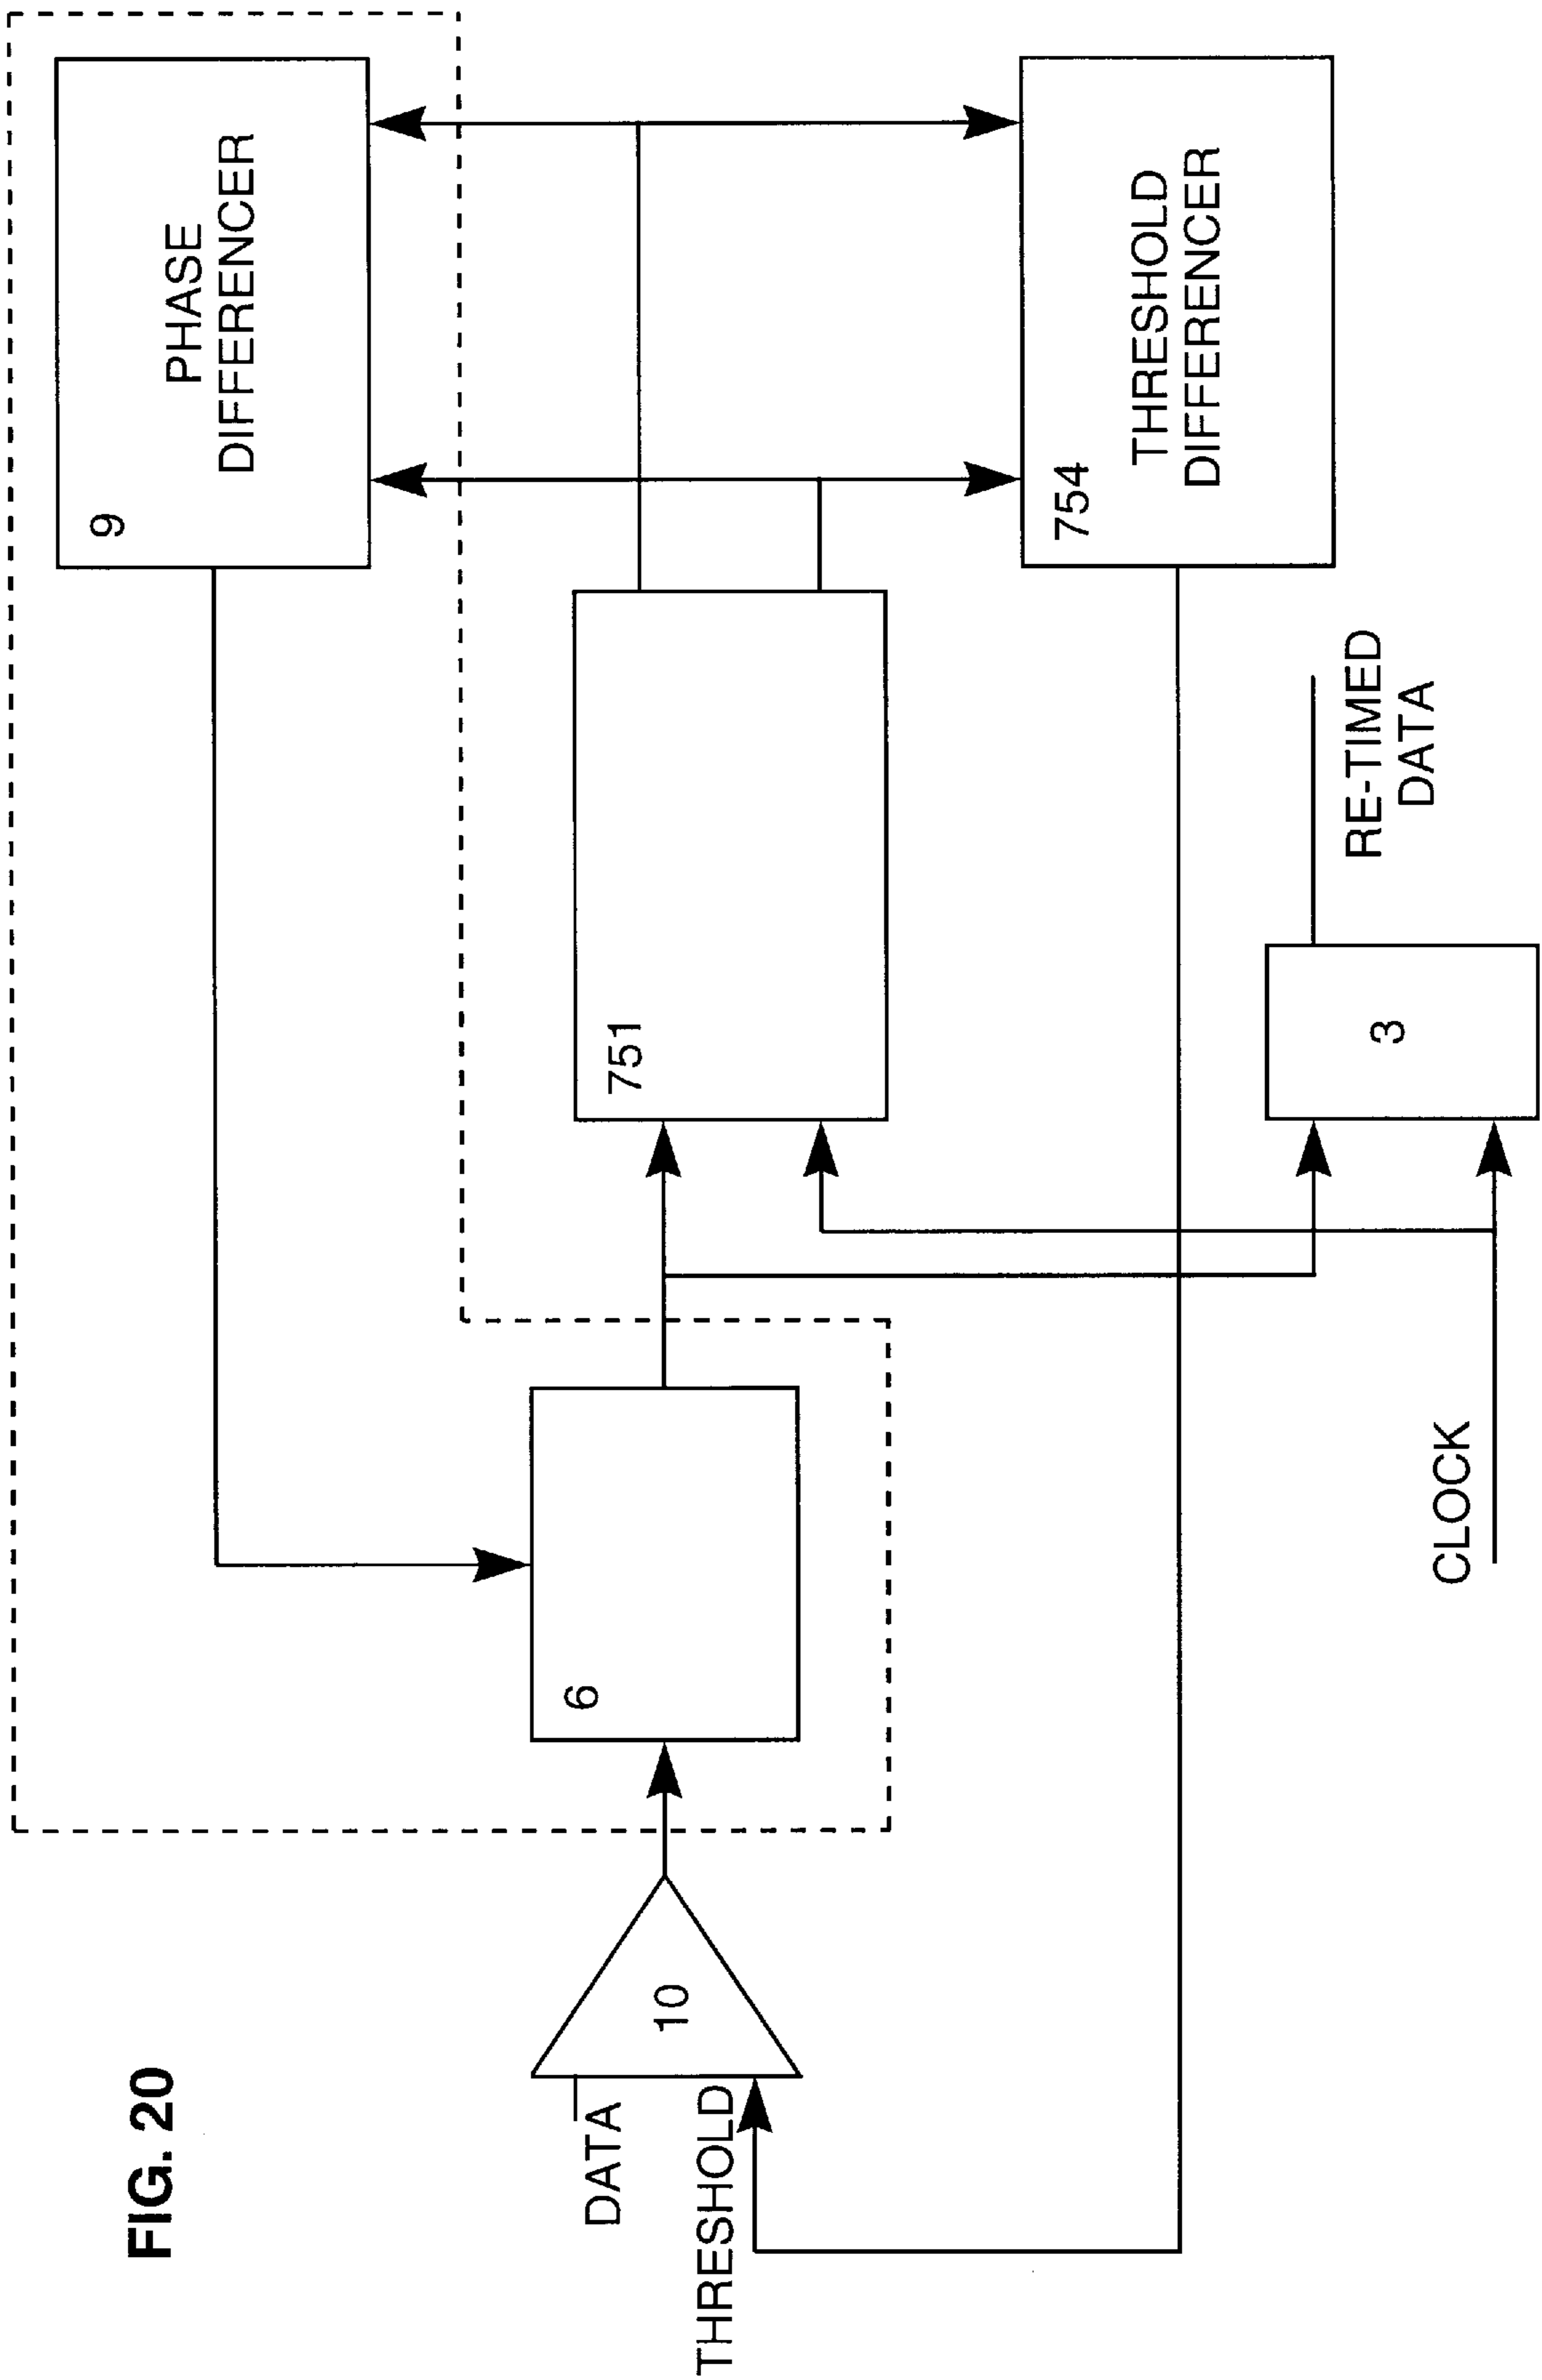 FIG. 20
9
PHASE
DIFFERENCER
6
751
10
DATA
THRESHOLD
754
THRESHOLD
DIFFERENCER
3
RE-TIMED
DATA
CLOCK